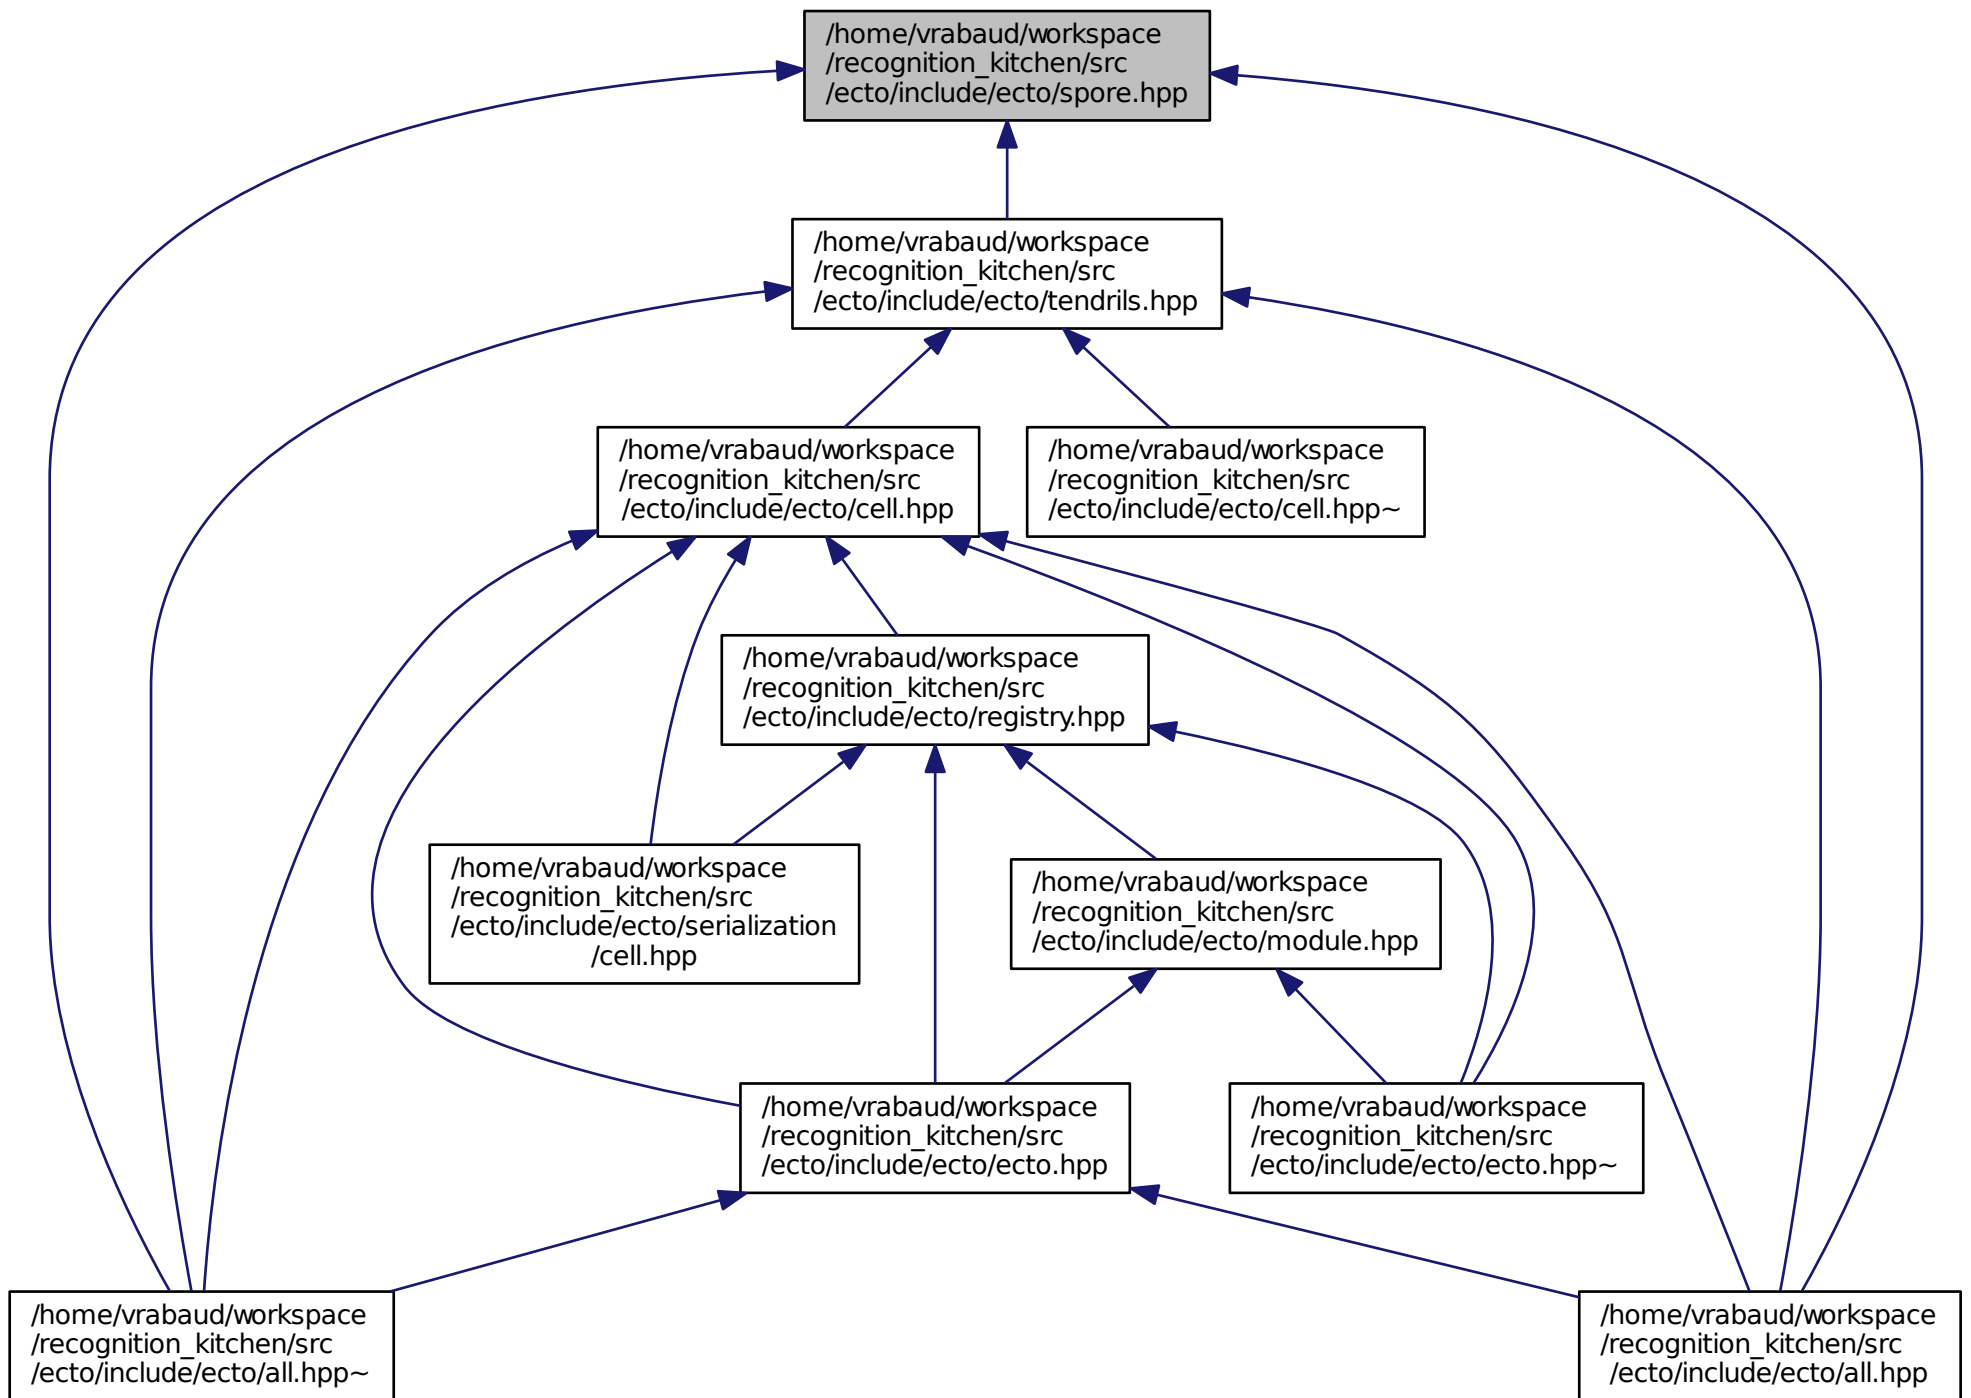 /home/vrabaud/workspace
/recognition_kitchen/src
/ecto/include/ecto/spore.hpp
/home/vrabaud/workspace
/recognition_kitchen/src
/ecto/include/ecto/tendrils.hpp
/home/vrabaud/workspace
/recognition_kitchen/src
/ecto/include/ecto/cell.hpp
/home/vrabaud/workspace
/recognition_kitchen/src
/ecto/include/ecto/cell.hpp~
/home/vrabaud/workspace
/recognition_kitchen/src
/ecto/include/ecto/registry.hpp
/home/vrabaud/workspace
/recognition_kitchen/src
/ecto/include/ecto/serialization
/cell.hpp
/home/vrabaud/workspace
/recognition_kitchen/src
/ecto/include/ecto/module.hpp
/home/vrabaud/workspace
/recognition_kitchen/src
/ecto/include/ecto/ecto.hpp
/home/vrabaud/workspace
/recognition_kitchen/src
/ecto/include/ecto/ecto.hpp~
/home/vrabaud/workspace
/recognition_kitchen/src
/ecto/include/ecto/all.hpp~
/home/vrabaud/workspace
/recognition_kitchen/src
/ecto/include/ecto/all.hpp